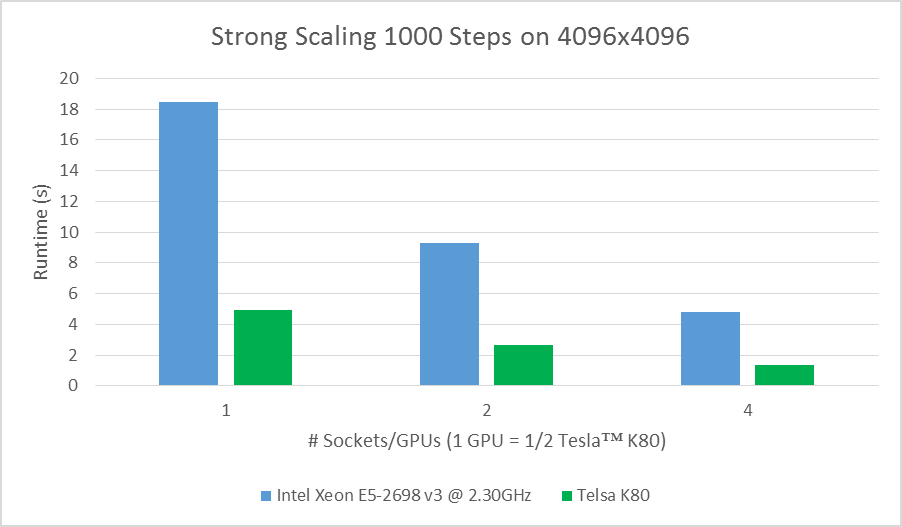 Strong Scaling 1000 Steps on 4096x4096
20
18
16
14
12
10
8
6
4
2
0
Runtime (s)
1
2
4
# Sockets/GPUs (1 GPU = 1/2 Tesla™ K80)
Intel Xeon E5-2698 v3 @ 2.30GHz
Telsa K80